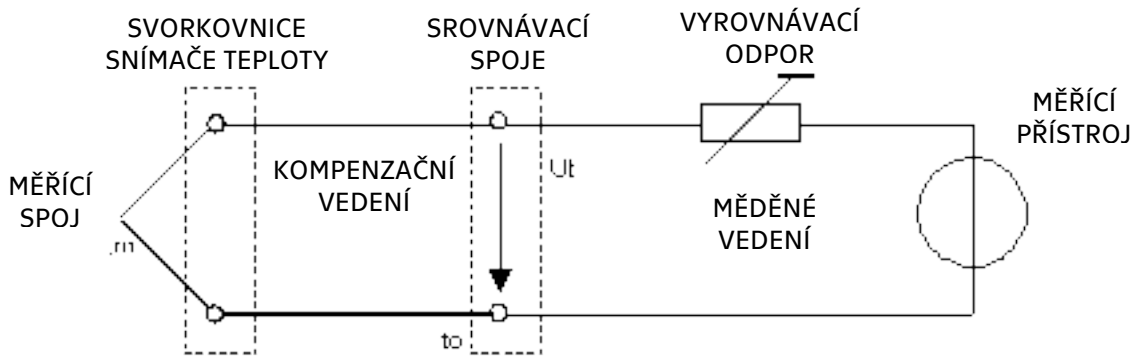 SVORKOVNICE
SNÍMAČE TEPLOTY
SROVNÁVACÍ
SPOJE
VYROVNÁVACÍ
ODPOR
MĚŘÍCÍ
PŘÍSTROJ
MĚŘÍCÍ
SPOJ
KOMPENZAČNÍ
VEDENÍ
Ut
MĚDĚNÉ
VEDENÍ
to